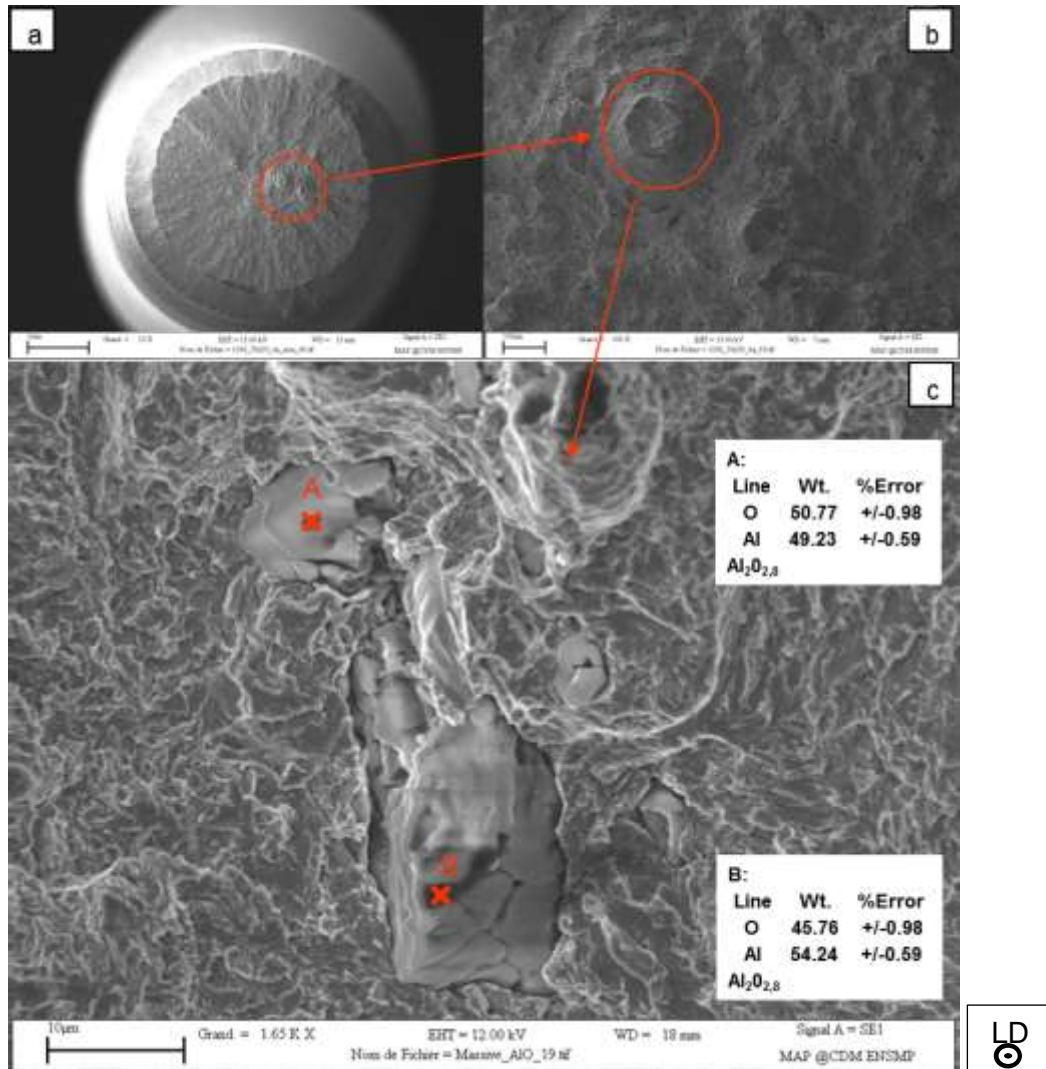 a
b
c
A
A:
Line Wt. %Error
O 50.77 +/-0.98
Al 49.23 +/-0.59
Al₂0₂,₈
B:
Line Wt. %Error
O 45.76 +/-0.98
Al 54.24 +/-0.59
Al₂0₂,₈
10µm
Grand. = 1.65 K X
EHT = 12.00 kV
WD = 18 mm
Signal A = SE1
Nom de Fichier = Massive_AlO_19.tif
MAP @CDM ENSMP
LD